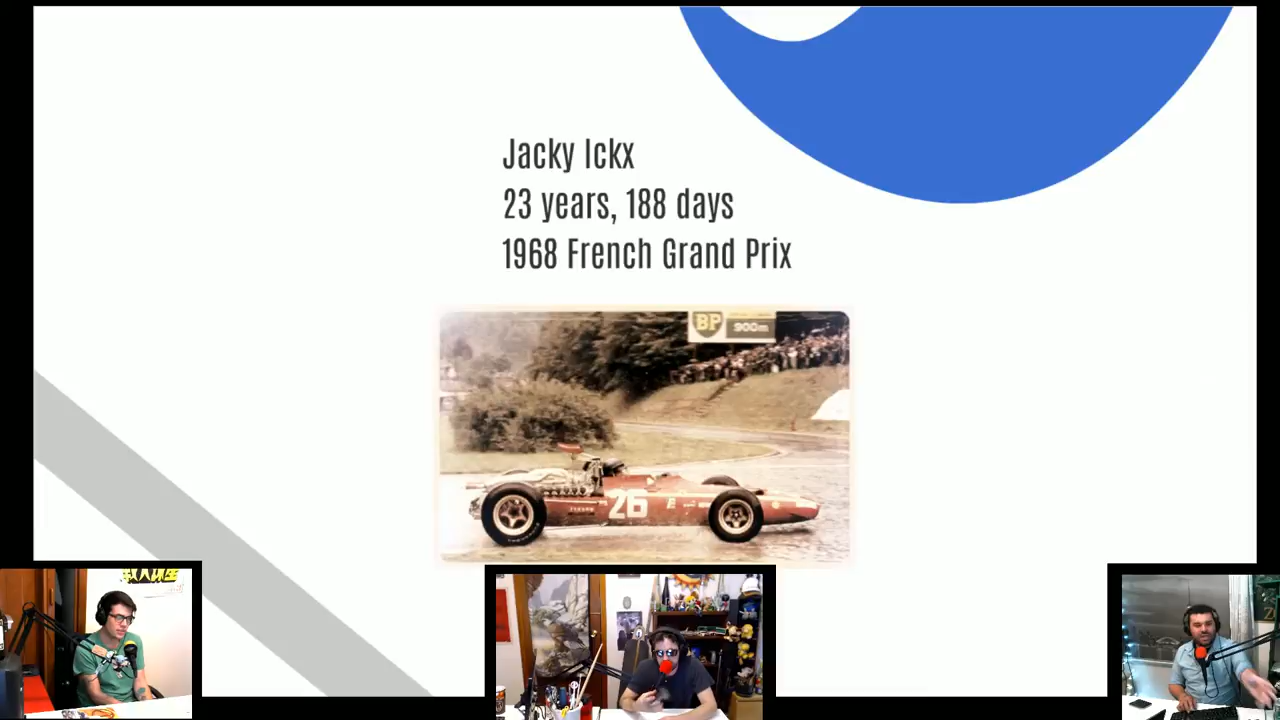 Jacky Ickx
23 years, 188 days
1968 French Grand Prix
BP
900m
26